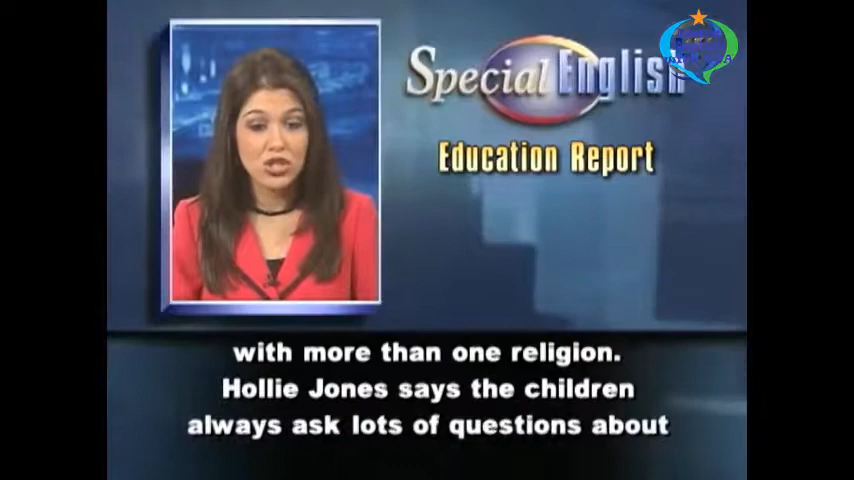 Special English
Education Report
with more than one religion.
Hollie Jones says the children
always ask lots of questions about